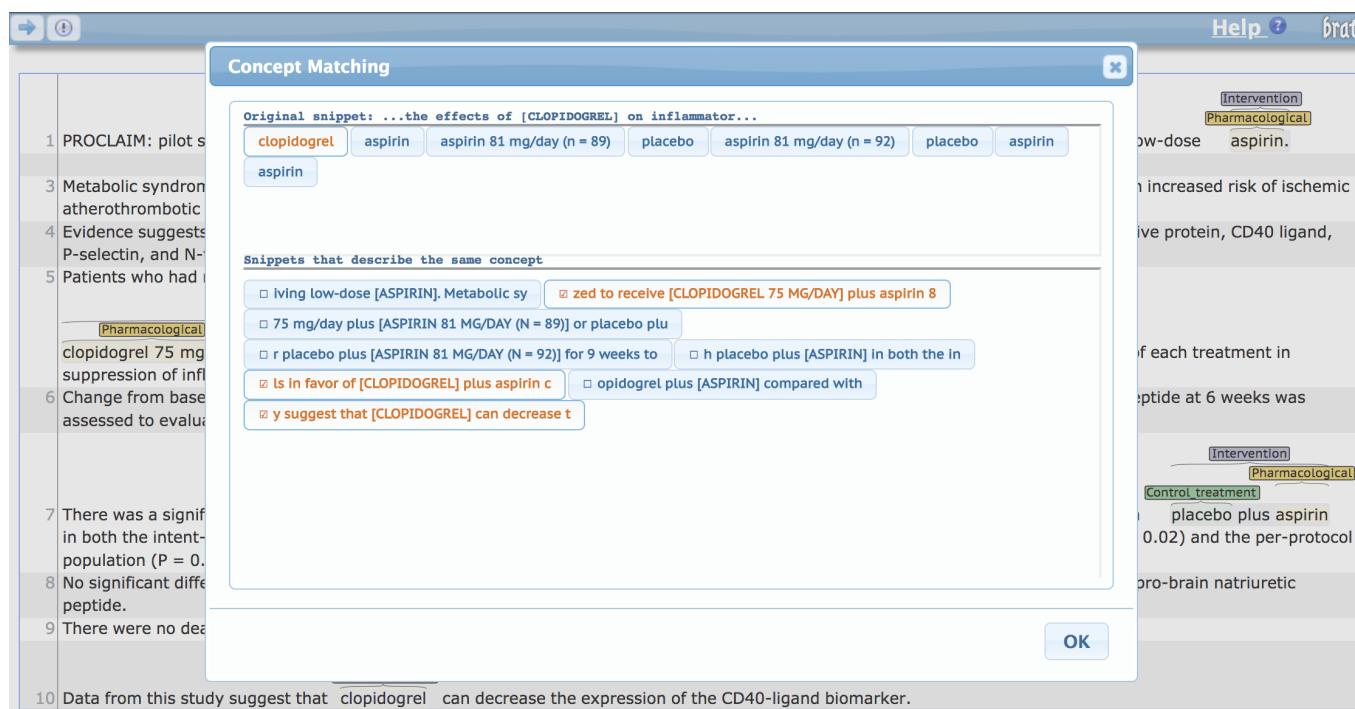 Help ? brat
Concept Matching
Original snippet: ...the effects of [CLOPIDOGREL] on inflammator...
clopidogrel aspirin aspirin 81 mg/day (n = 89) placebo aspirin 81 mg/day (n = 92) placebo aspirin
aspirin
Snippets that describe the same concept
iving low-dose [ASPIRIN]. Metabolic sy zed to receive [CLOPIDOGREL 75 MG/DAY] plus aspirin 8
75 mg/day plus [ASPIRIN 81 MG/DAY (N = 89)] or placebo plu
r placebo plus [ASPIRIN 81 MG/DAY (N = 92)] for 9 weeks to h placebo plus [ASPIRIN] in both the in
ls in favor of [CLOPIDOGREL] plus aspirin c opidogrel plus [ASPIRIN] compared with
y suggest that [CLOPIDOGREL] can decrease t
OK
Intervention
Pharmacological
1 PROCLAIM: pilot s ow-dose aspirin.
3 Metabolic syndrom n increased risk of ischemic
atherothrombotic
4 Evidence suggests ive protein, CD40 ligand,
P-selectin, and N-
5 Patients who had
Pharmacological
clopidogrel 75 mg of each treatment in
suppression of infl
6 Change from base eptide at 6 weeks was
assessed to evalua
Intervention
Pharmacological
Control_treatment
7 There was a signif placebo plus aspirin
in both the intent- 0.02) and the per-protocol
population (P = 0.
8 No significant diffe pro-brain natriuretic
peptide.
9 There were no dea
10 Data from this study suggest that clopidogrel can decrease the expression of the CD40-ligand biomarker.